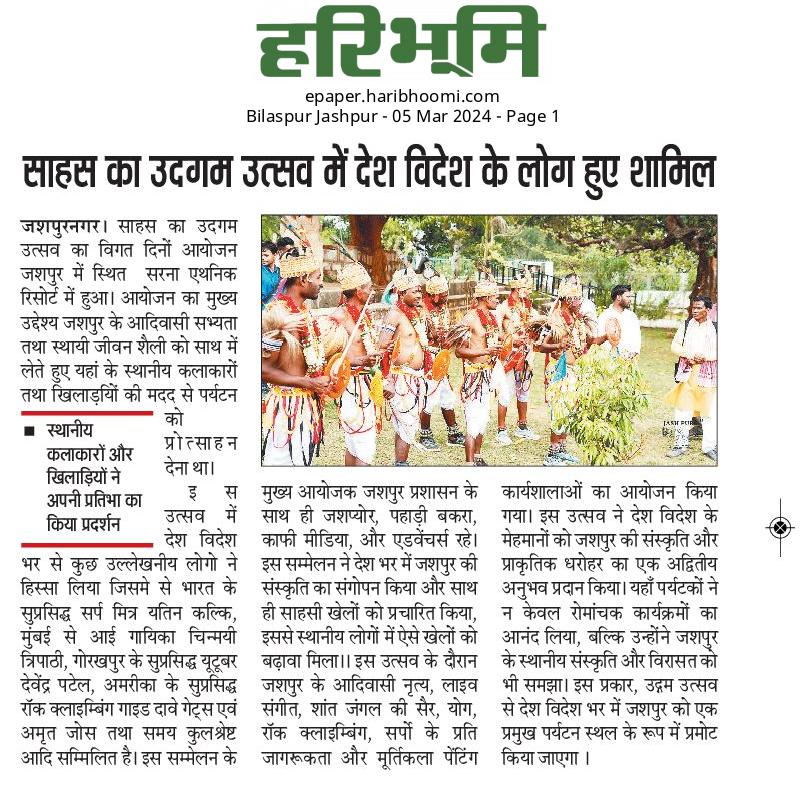 हरिभूमि
epaper.haribhoomi.com
Bilaspur Jashpur - 05 Mar 2024 - Page 1
साहस का उदगम उत्सव में देश विदेश के लोग हुए शामिल
जशपुरनगर। साहस का उदगम
उत्सव का विगत दिनों आयोजन
जशपुर में स्थित सरना एथनिक
रिसोर्ट में हुआ। आयोजन का मुख्य
उद्देश्य जशपुर के आदिवासी सभ्यता
तथा स्थायी जीवन शैली को साथ में
लेते हुए यहां के स्थानीय कलाकारों
तथा खिलाड़ियों की मदद से पर्यटन
को
प्रोत्साहन
देना था।
■ स्थानीय
कलाकारों और
खिलाड़ियों ने
अपनी प्रतिभा का
किया प्रदर्शन
इस
उत्सव में
देश विदेश
भर से कुछ उल्लेखनीय लोगो ने
हिस्सा लिया जिसमे से भारत के
सुप्रसिद्ध सर्प मित्र यतिन कल्कि,
मुंबई से आई गायिका चिन्मयी
त्रिपाठी, गोरखपुर के सुप्रसिद्ध यूटूबर
देवेंद्र पटेल, अमरीका के सुप्रसिद्ध
रॉक क्लाइम्बिंग गाइड दावे गेट्स एवं
अमृत जोस तथा समय कुलश्रेष्ट
आदि सम्मिलित है। इस सम्मेलन के
मुख्य आयोजक जशपुर प्रशासन के
साथ ही जशप्योर, पहाड़ी बकरा,
काफी मीडिया, और एडवेंचर्स रहे।
इस सम्मेलन ने देश भर में जशपुर की
संस्कृति का संगोपन किया और साथ
ही साहसी खेलों को प्रचारित किया,
इससे स्थानीय लोगों में ऐसे खेलों को
बढ़ावा मिला।। इस उत्सव के दौरान
जशपुर के आदिवासी नृत्य, लाइव
संगीत, शांत जंगल की सैर, योग,
रॉक क्लाइम्बिंग, सर्पो के प्रति
जागरूकता और मूर्तिकला पेंटिंग
कार्यशालाओं का आयोजन किया
गया। इस उत्सव ने देश विदेश के
मेहमानों को जशपुर की संस्कृति और
प्राकृतिक धरोहर का एक अद्वितीय
अनुभव प्रदान किया। यहाँ पर्यटकों ने
न केवल रोमांचक कार्यक्रमों का
आनंद लिया, बल्कि उन्होंने जशपुर
के स्थानीय संस्कृति और विरासत को
भी समझा। इस प्रकार, उद्गम उत्सव
से देश विदेश भर में जशपुर को एक
प्रमुख पर्यटन स्थल के रूप में प्रमोट
किया जाएगा ।